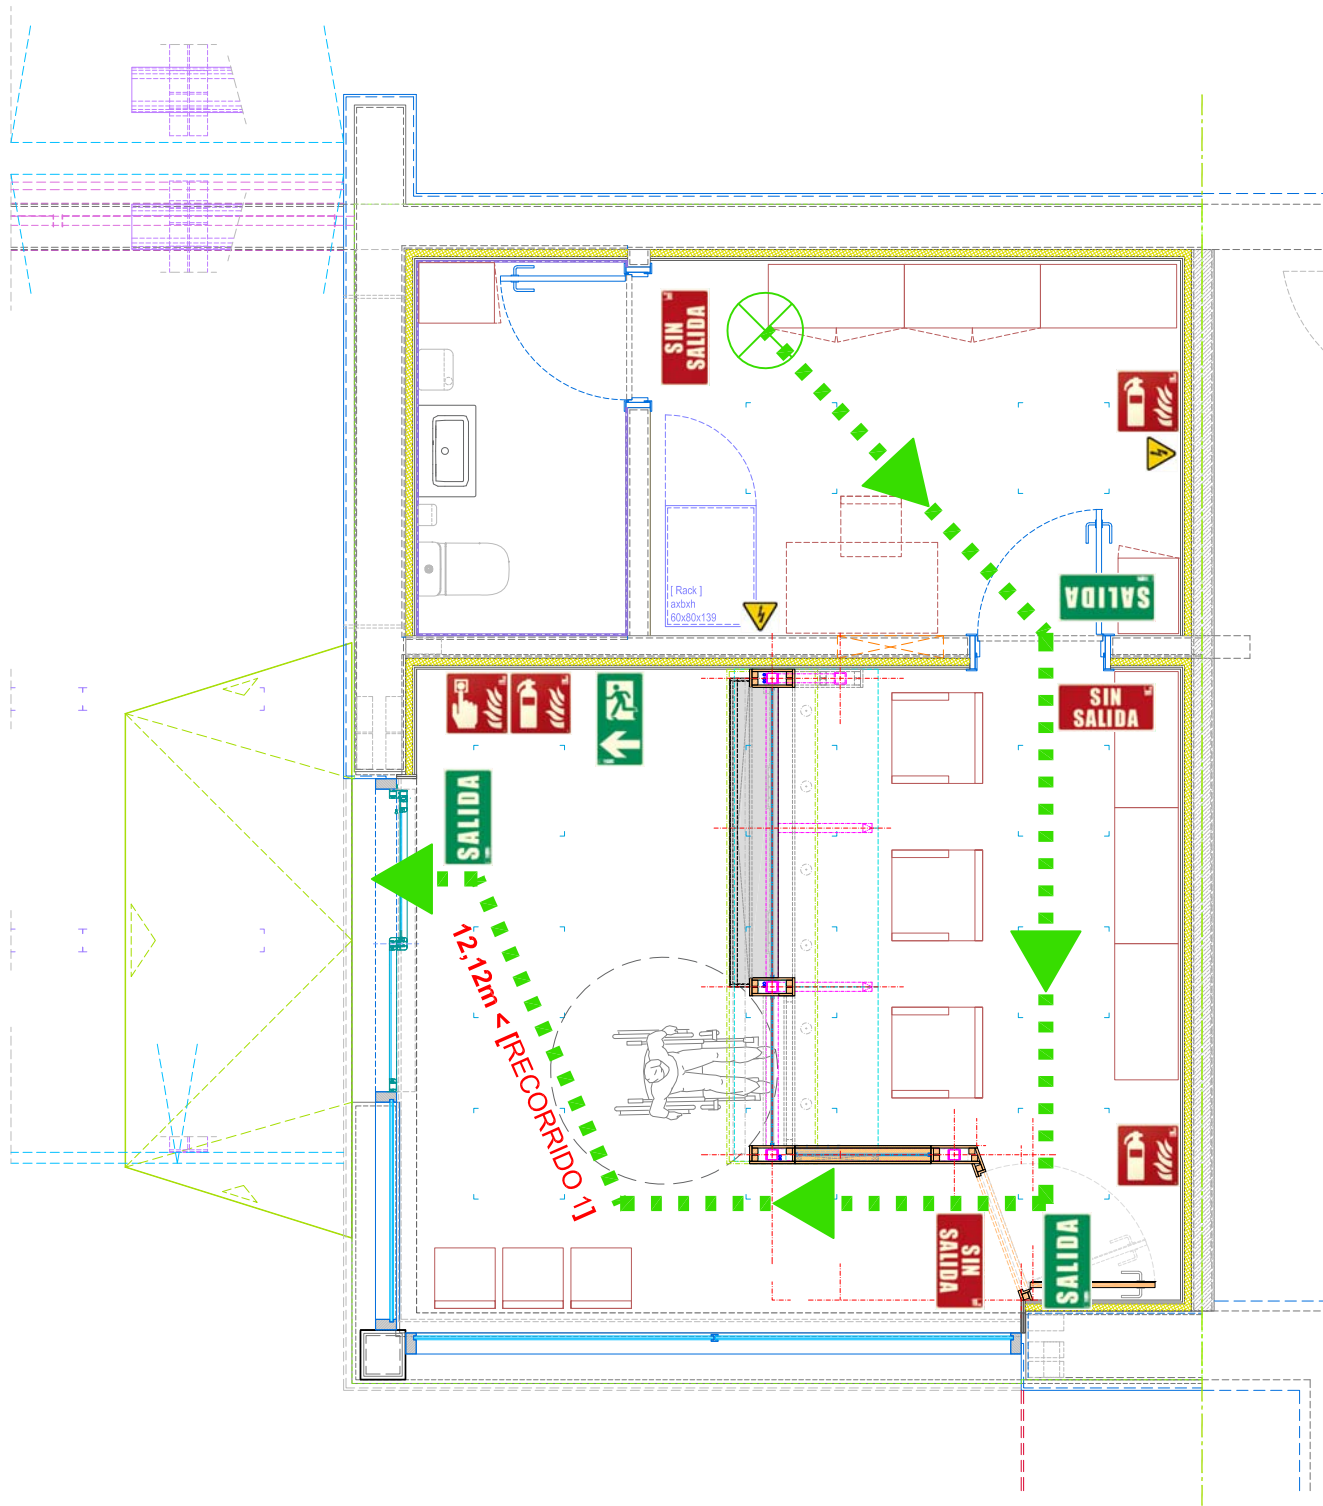 SIN
SALIDA
[ Rack ]
axbxh
60x80x139
SALIDA
SIN
SALIDA
SALIDA
12,12m < [RECORRIDO 1]
SIN
SALIDA
SALIDA